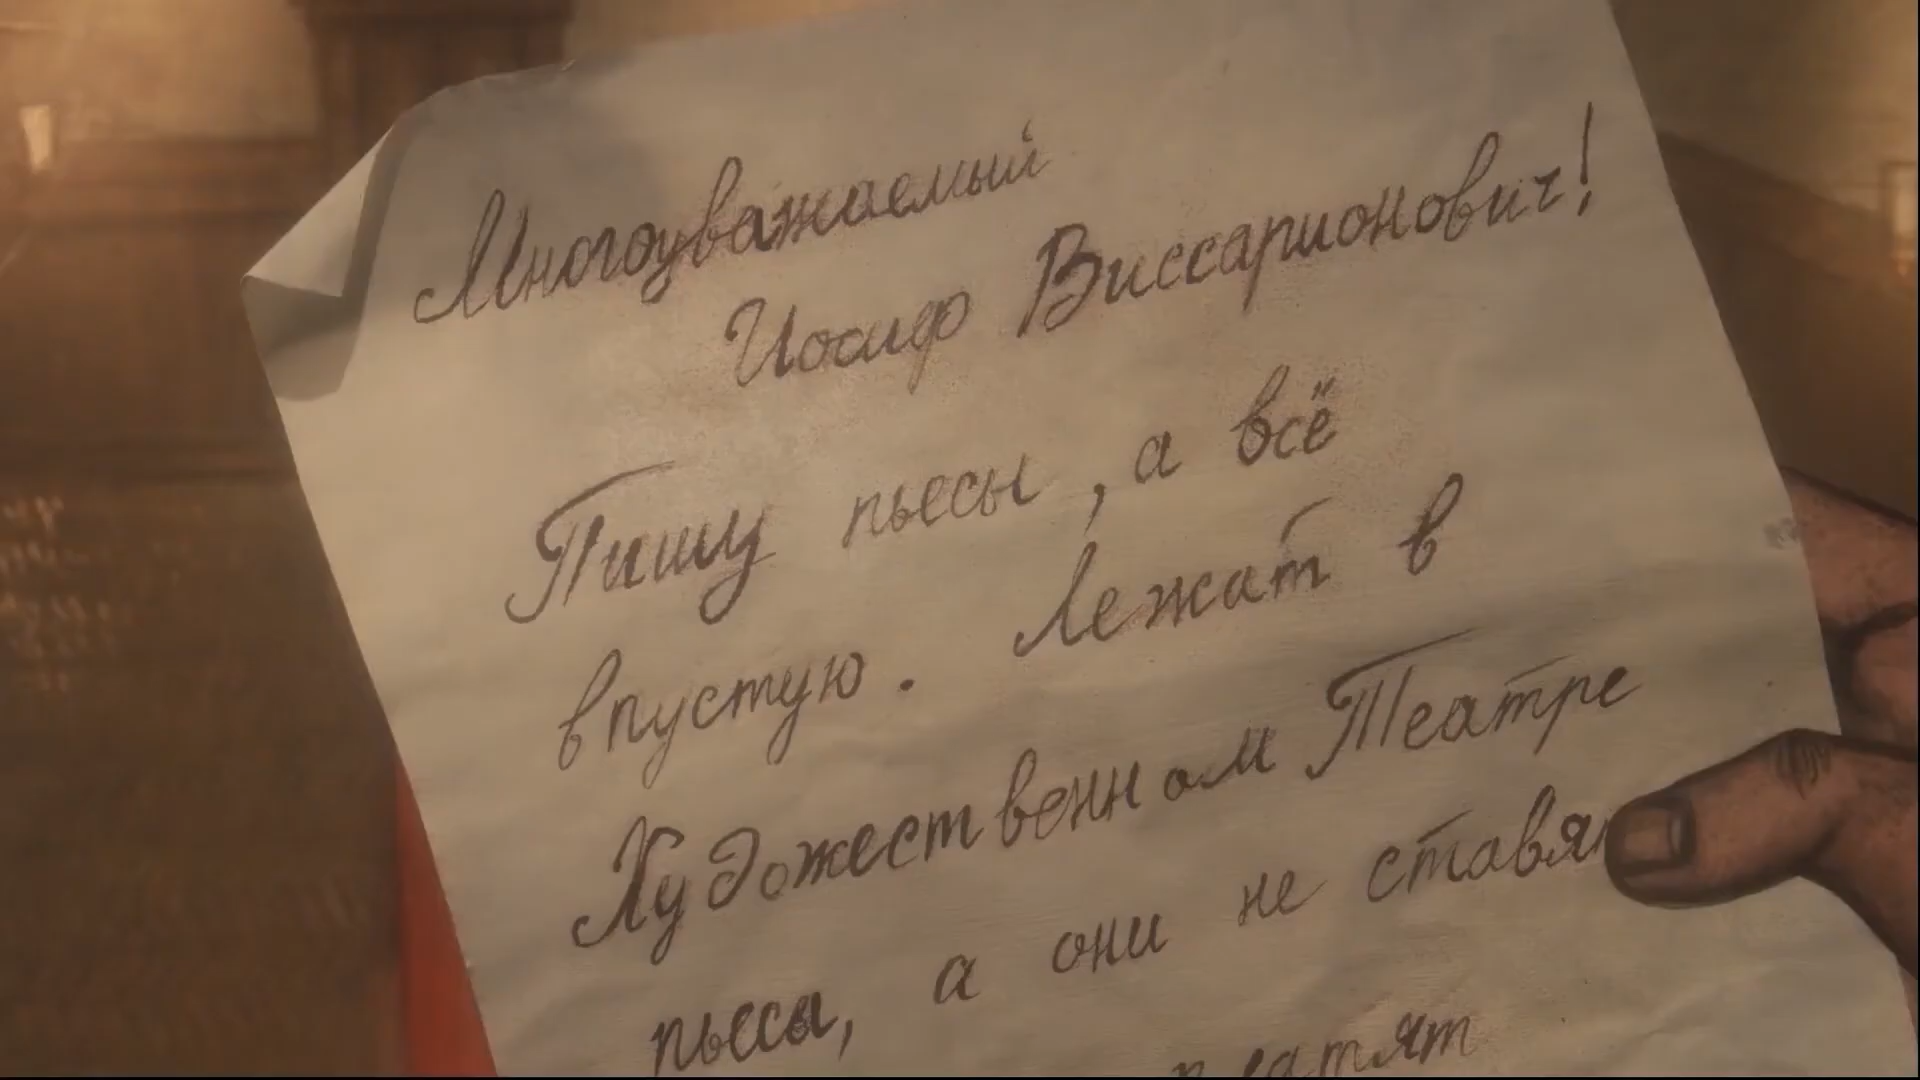 Многоуважаемый
Иосиф Виссарионович!
Пишу пьесы, а всё
впустую. Лежат в
Художественном Театре
пьесы, а они не ставя